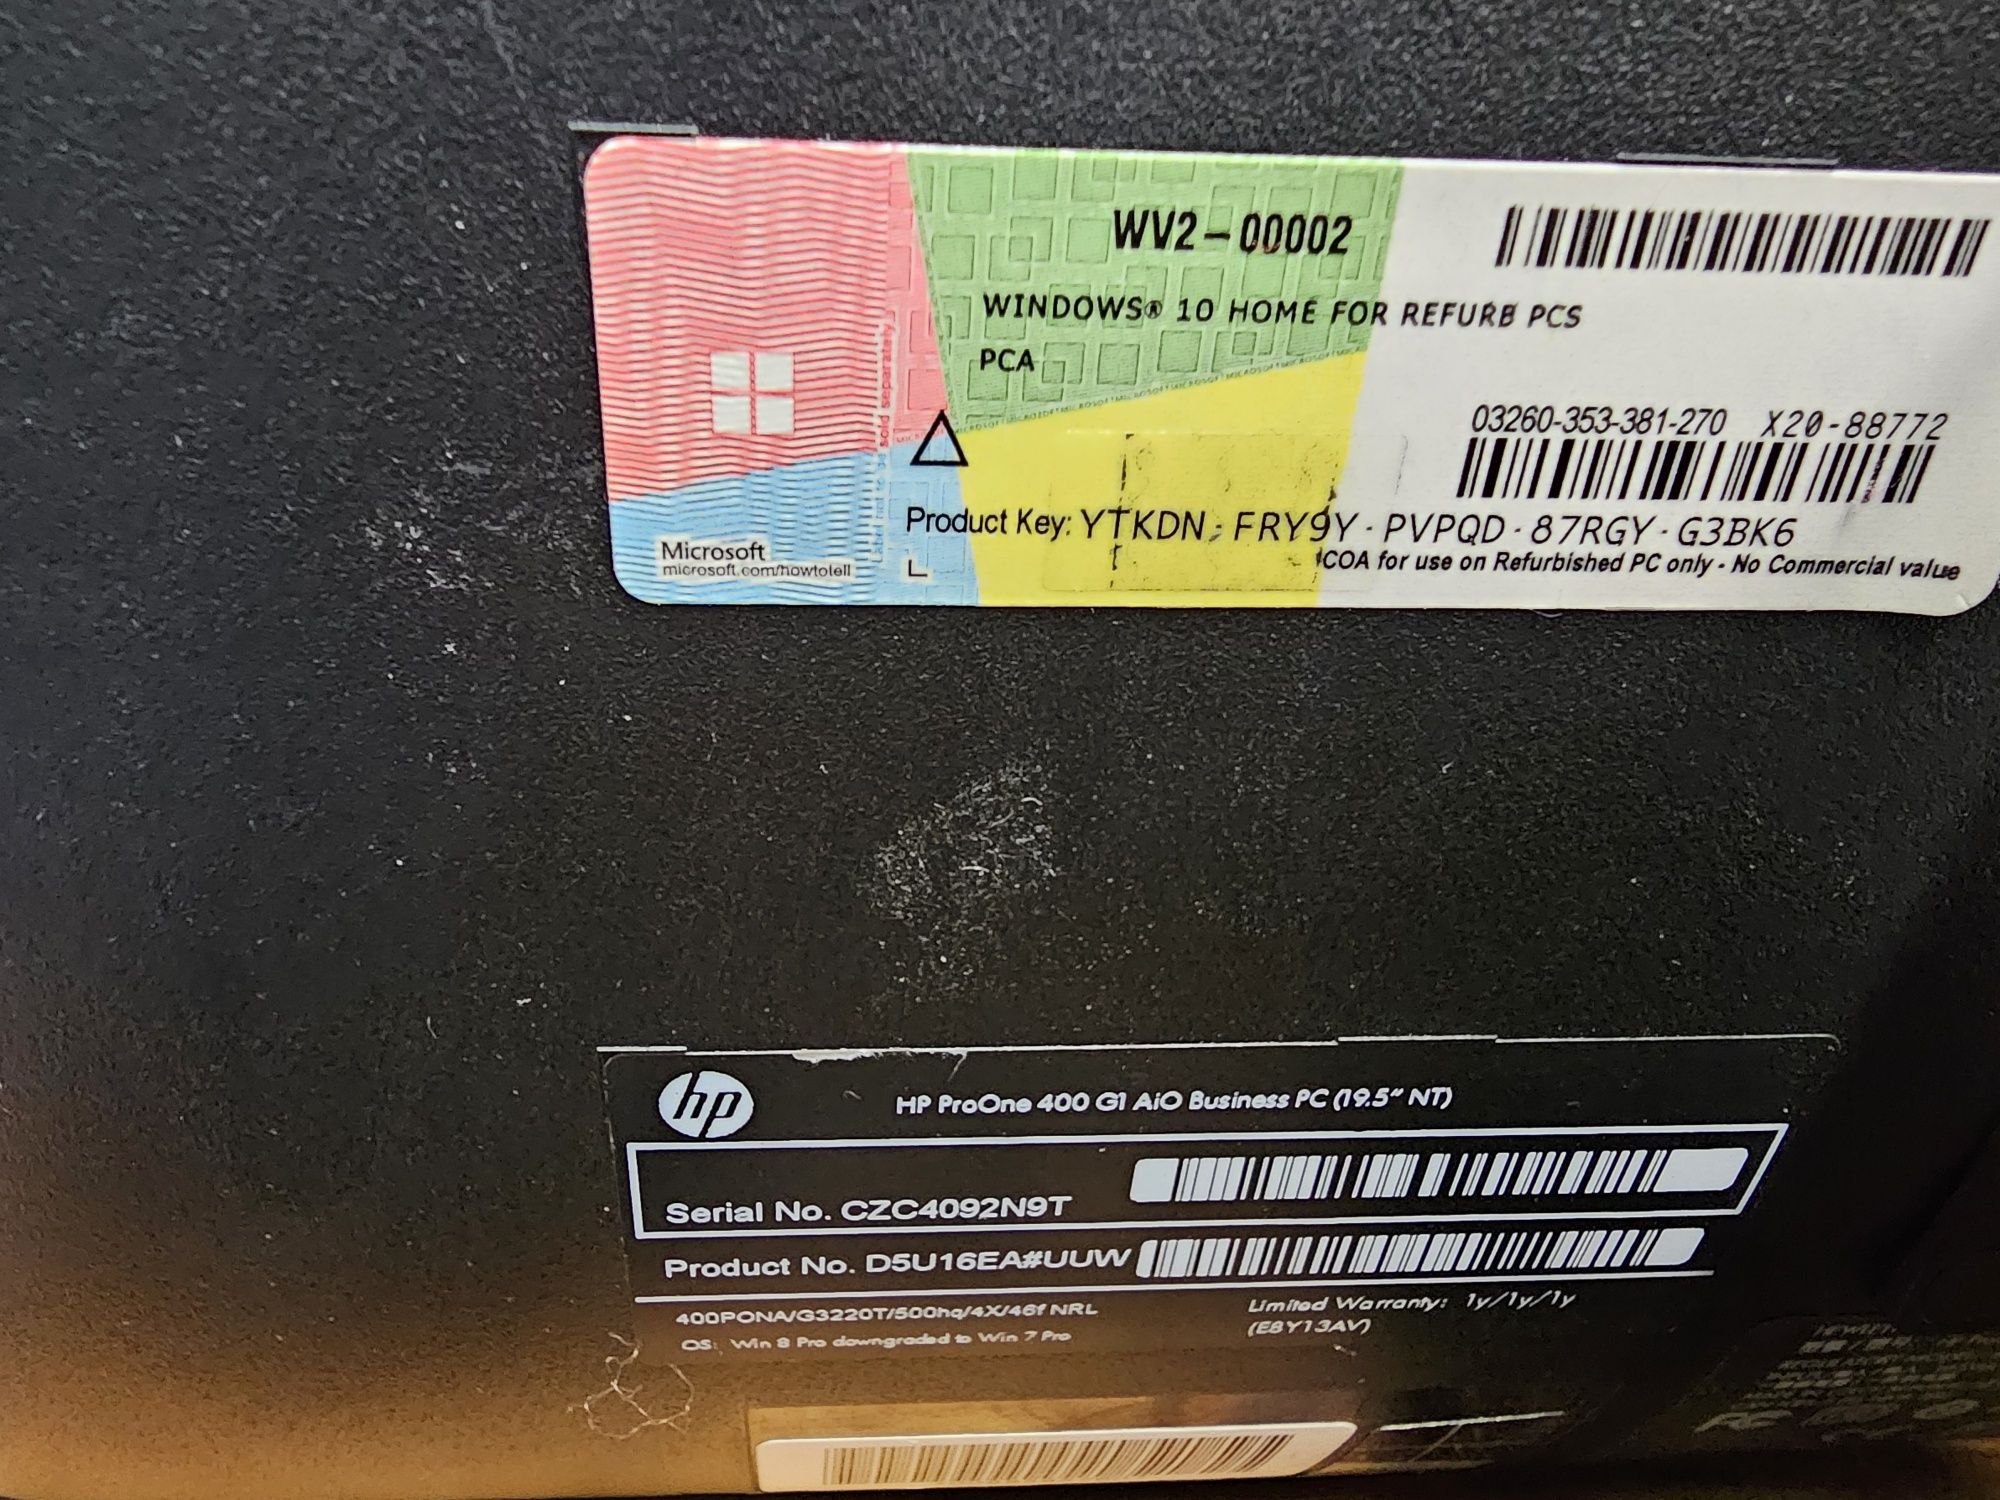 WV2-00002
WINDOWS® 10 HOME FOR REFURB PCS
PCA
03260-353-381-270 X20-88772
Product Key: YTKDN-FRY9Y-PVPQD-87RGY-G3BK6
COA for use on Refurbished PC only - No Commercial value
Microsoft
microsoft.com/howtotell
sold separately
hp
HP ProOne 400 G1 AiO Business PC (19.5" NT)
Serial No. CZC4092N9T
Product No. D5U16EA#UUW
400PONA/G3220T/500hq/4X/46f NRL
Limited Warranty: 1y/1y/1y
(E8Y13AV)
OS: Win 8 Pro downgraded to Win 7 Pro